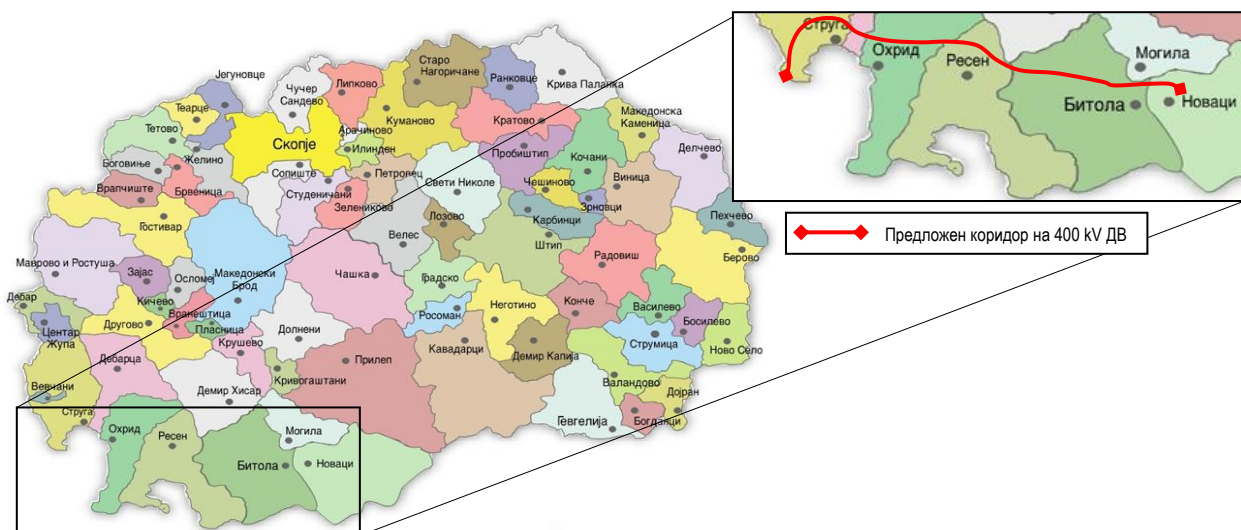 Струга
Охрид
Ресен
Могила
Битола
Новаци
Предложен коридор на 400 kV ДВ
Јегуновце
Теарце
Тетово
Чучер
Сандево
Липково
Старо
Нагоричане
Ранковце
Крива Паланка
Куманово
Кратово
Македонска
Каменица
Арачиново
Скопје
Илинден
Желино
Боговиње
Сопиште
Петровец
Пробиштип
Кочани
Делчево
Врапчиште
Брвеница
Студеничани
Свети Николе
Чешиново
Виница
Зелениково
Зрновци
Гостивар
Лозово
Карбинци
Пехчево
Велес
Штип
Берово
Маврово и Ростуша
Зајас
Осломеј
Македонски
Брод
Чашка
Градско
Радовиш
Дебар
Кичево
Вранештица
Росоман
Неготино
Конче
Василево
Центар
Жупа
Другово
Пласница
Долнени
Босилево
Крушево
Кавадарци
Демир Капија
Струмица
Ново Село
Дебарца
Прилеп
Вевчани
Демир Хисар
Кривогаштани
Валандово
Дојран
Струга
Гевгелија
Богданци
Охрид
Ресен
Могила
Битола
Новаци